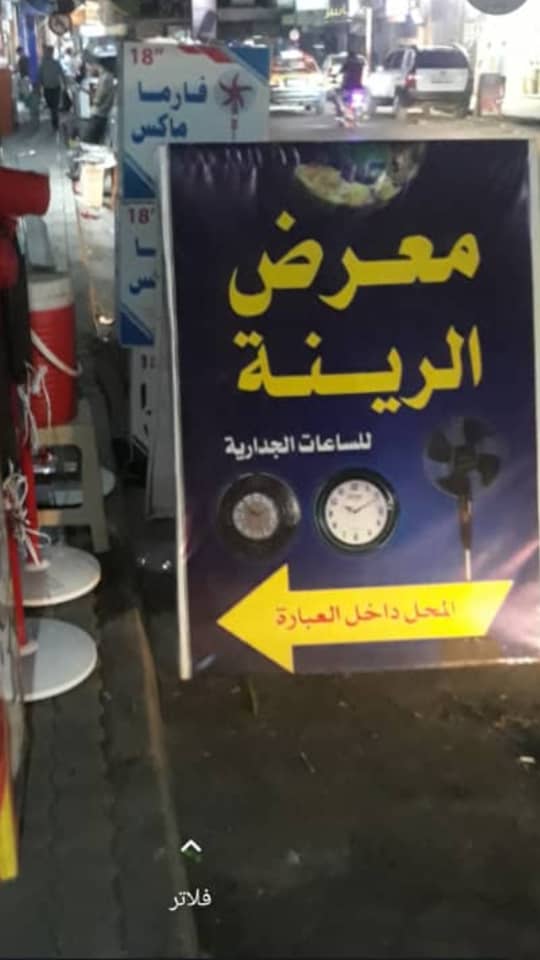 18"
فارما
ماكس
18"
معرض
الرينة
للساعات الجدارية
المحل داخل العبارة
فلاتر